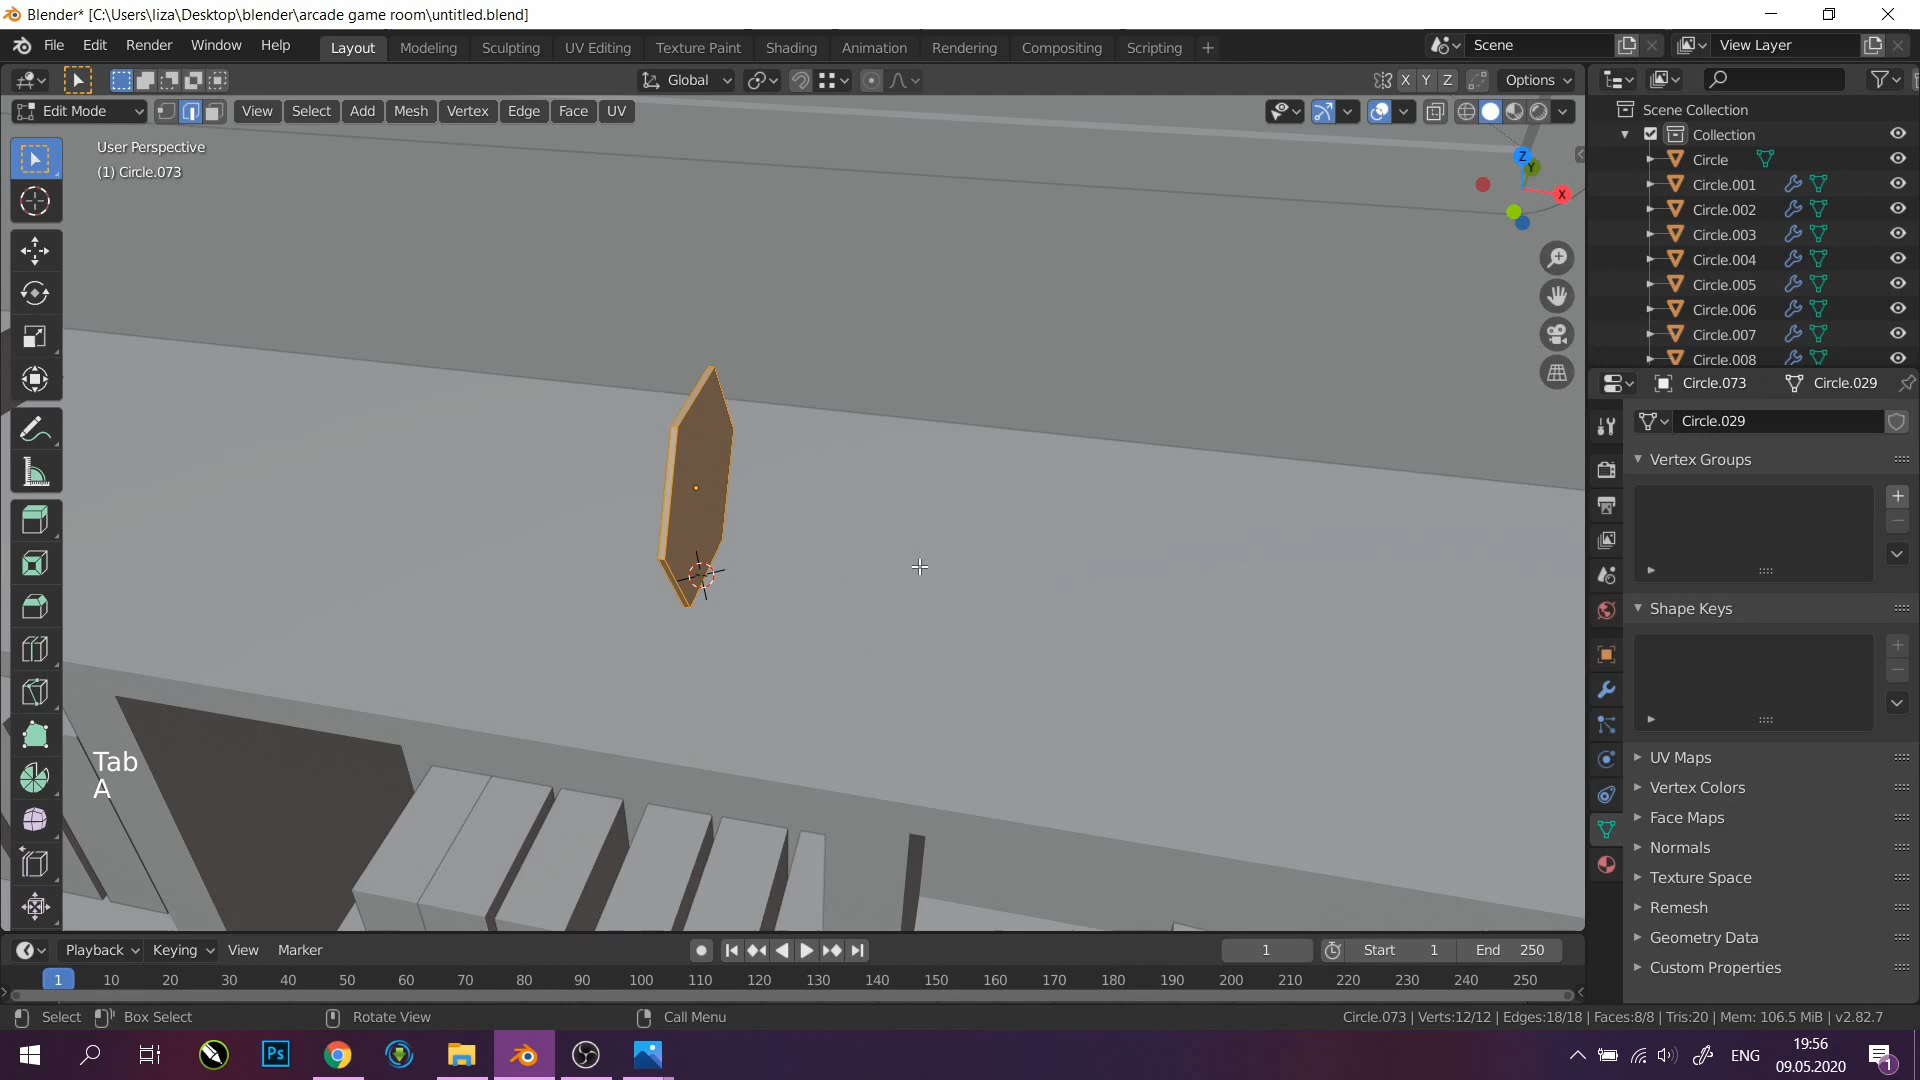 Blender* [C:\Users\liza\Desktop\blender\arcade game room\untitled.blend]
File Edit Render Window Help
Layout Modeling Sculpting UV Editing Texture Paint Shading Animation Rendering Compositing Scripting +
Scene
View Layer
Global
X Y Z
Options
Edit Mode
View Select Add Mesh Vertex Edge Face UV
User Perspective
(1) Circle.073
Z
Y
X
Tab
A
Scene Collection
Collection
Circle
Circle.001
Circle.002
Circle.003
Circle.004
Circle.005
Circle.006
Circle.007
Circle.008
Circle.073
Circle.029
Circle.029
Vertex Groups
Shape Keys
UV Maps
Vertex Colors
Face Maps
Normals
Texture Space
Remesh
Geometry Data
Custom Properties
Playback Keying View Marker
1
Start 1
End 250
1 10 20 30 40 50 60 70 80 90 100 110 120 130 140 150 160 170 180 190 200 210 220 230 240 250
Select
Box Select
Rotate View
Call Menu
Circle.073 | Verts:12/12 | Edges:18/18 | Faces:8/8 | Tris:20 | Mem: 106.5 MiB | v2.82.7
Ps
ENG
19:56
09.05.2020
1